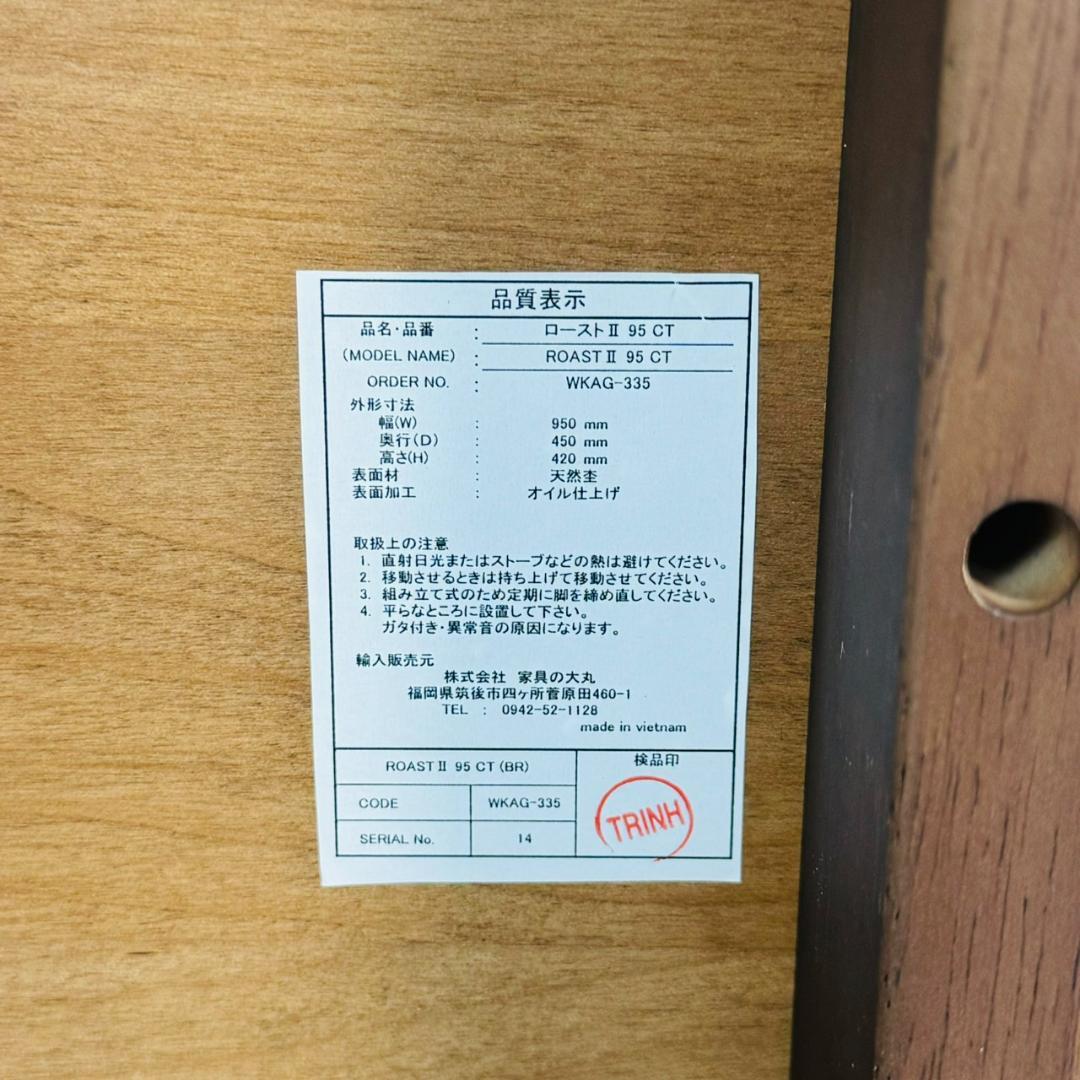 品質表示
品名・品番 : ローストⅡ 95 CT
(MODEL NAME) : ROASTⅡ 95 CT
ORDER NO. : WKAG-335
外形寸法
幅(W) : 950 mm
奥行(D) : 450 mm
高さ(H) : 420 mm
表面材 : 天然杢
表面加工 : オイル仕上げ
取扱上の注意
1. 直射日光またはストーブなどの熱は避けてください。
2. 移動させるときは持ち上げて移動させてください。
3. 組み立て式のため定期に脚を締め直してください。
4. 平らなところに設置して下さい。
ガタ付き・異常音の原因になります。
輸入販売元
株式会社 家具の大丸
福岡県筑後市四ヶ所菅原田460-1
TEL : 0942-52-1128
made in vietnam
ROASTⅡ 95 CT (BR)
CODE WKAG-335
SERIAL No. 14
検品印
TRINH